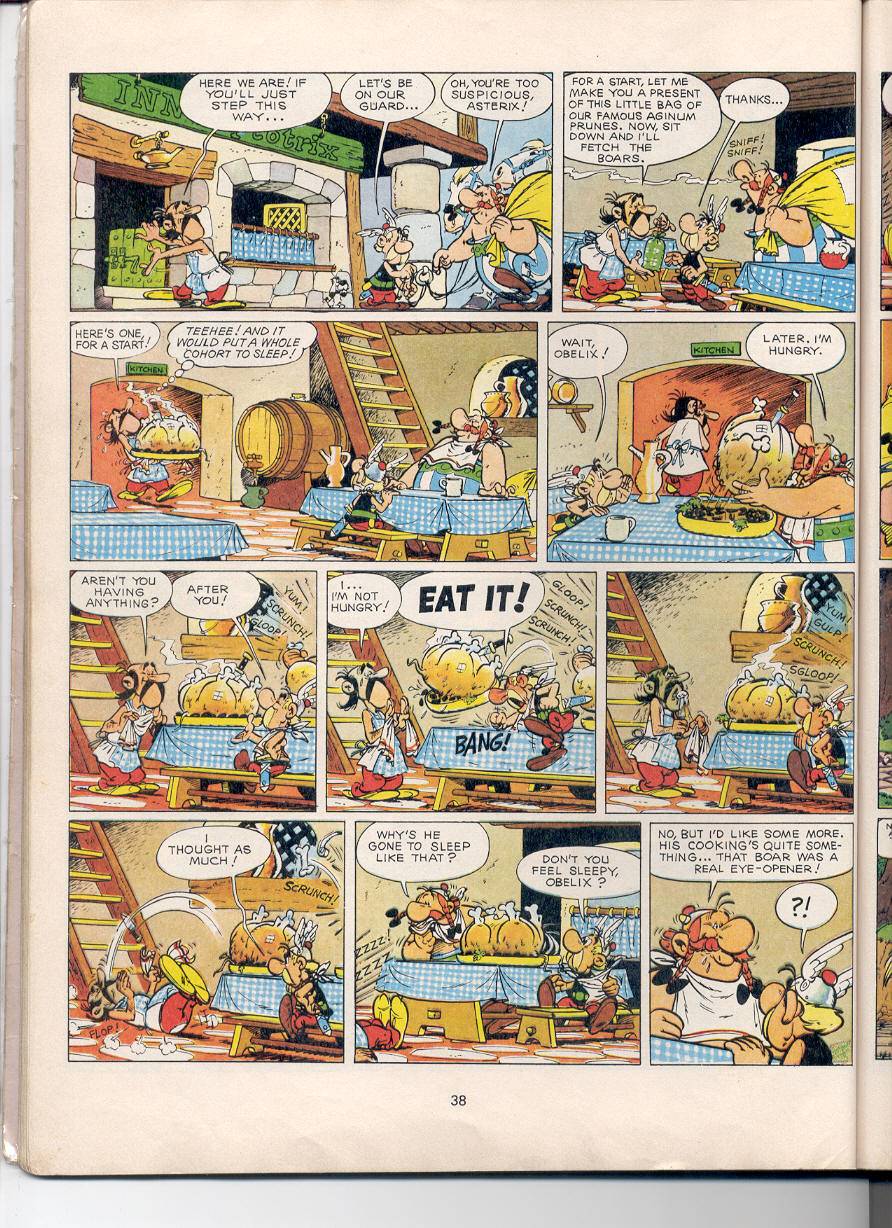 INN
otrix
HERE WE ARE! IF
YOU'LL JUST
STEP THIS
WAY...
LET'S BE
ON OUR
GUARD...
OH, YOU'RE TOO
SUSPICIOUS,
ASTERIX!
FOR A START, LET ME
MAKE YOU A PRESENT
OF THIS LITTLE BAG OF
OUR FAMOUS AGINUM
PRUNES. NOW, SIT
DOWN AND I'LL
FETCH THE
BOARS.
THANKS...
SNIFF!
SNIFF!
HERE'S ONE,
FOR A START!
TEEHEE! AND IT
WOULD PUT A WHOLE
COHORT TO SLEEP!
KITCHEN
WAIT,
OBELIX!
KITCHEN
LATER. I'M
HUNGRY.
AREN'T YOU
HAVING
ANYTHING?
AFTER
YOU!
YUM!
SCRUNCH!
GLOOP!
I...
I'M NOT
HUNGRY!
EAT IT!
GLOOP!
SCRUNCH!
SCRUNCH!
BANG!
YUM!
GULP!
SCRUNCH!
SGLOOP!
I
THOUGHT AS
MUCH!
SCRUNCH!
FLOP!
WHY'S HE
GONE TO SLEEP
LIKE THAT?
DON'T YOU
FEEL SLEEPY,
OBELIX?
ZZZZ!
ZZZZ!
NO, BUT I'D LIKE SOME MORE.
HIS COOKING'S QUITE SOME-
THING... THAT BOAR WAS A
REAL EYE-OPENER!
?!
38